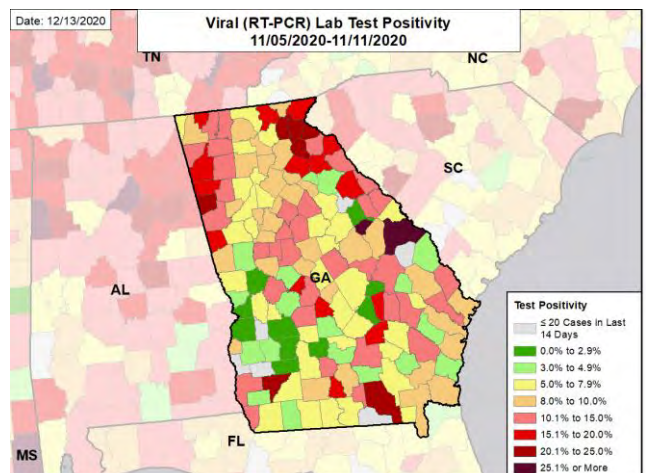 Date: 12/13/2020
Viral (RT-PCR) Lab Test Positivity
11/05/2020-11/11/2020
TN
NC
SC
AL
GA
MS
FL
Test Positivity
≤ 20 Cases in Last
14 Days
0.0% to 2.9%
3.0% to 4.9%
5.0% to 7.9%
8.0% to 10.0%
10.1% to 15.0%
15.1% to 20.0%
20.1% to 25.0%
25.1% or More